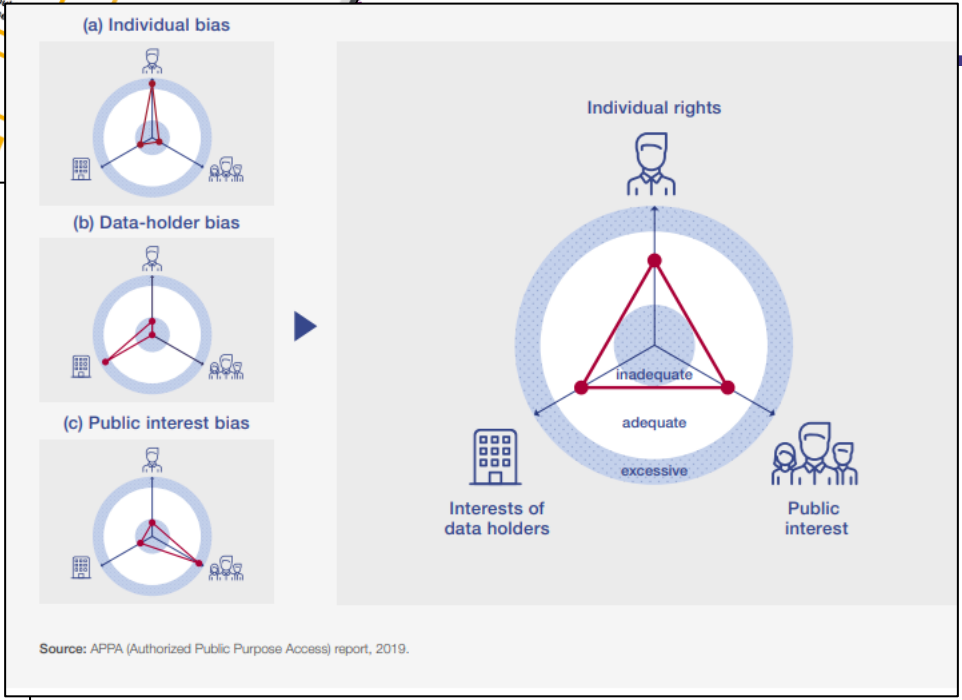 (a) Individual bias
(b) Data-holder bias
(c) Public interest bias
Individual rights
inadequate
adequate
excessive
Interests of
data holders
Public
interest
Source: APPA (Authorized Public Purpose Access) report, 2019.